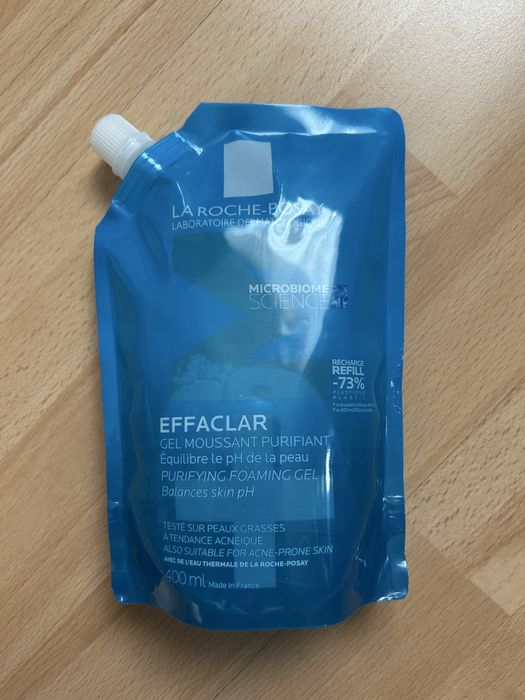 LA ROCHE-POSAY
LABORATOIRE DERMATOLOGIQUE
MICROBIOME
SCIENCE
RECHARGE
REFILL
-73%
PLASTIQUE
PLASTIC
EFFACLAR
GEL MOUSSANT PURIFIANT
Équilibre le pH de la peau
PURIFYING FOAMING GEL
Balances skin pH
TESTÉ SUR PEAUX GRASSES
À TENDANCE ACNÉIQUE
ALSO SUITABLE FOR ACNE-PRONE SKIN
AVEC DE L'EAU THERMALE DE LA ROCHE-POSAY
400 ml Made in France